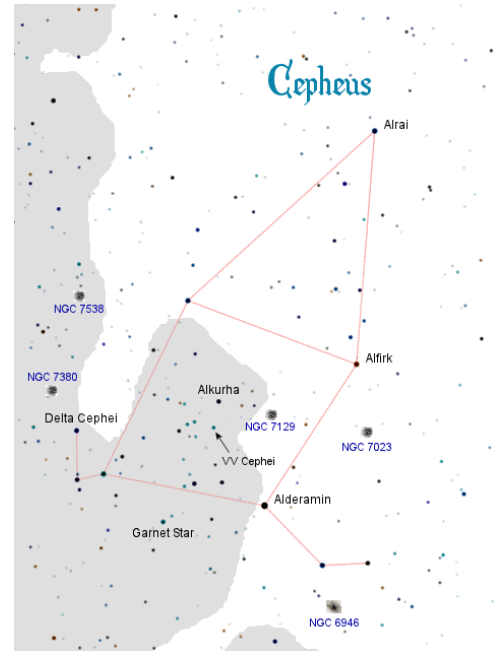 Cepheus
Alrai
NGC 7538
Alfirk
NGC 7380
Alkurha
Delta Cephei
NGC 7129
NGC 7023
VV Cephei
Alderamin
Garnet Star
NGC 6946